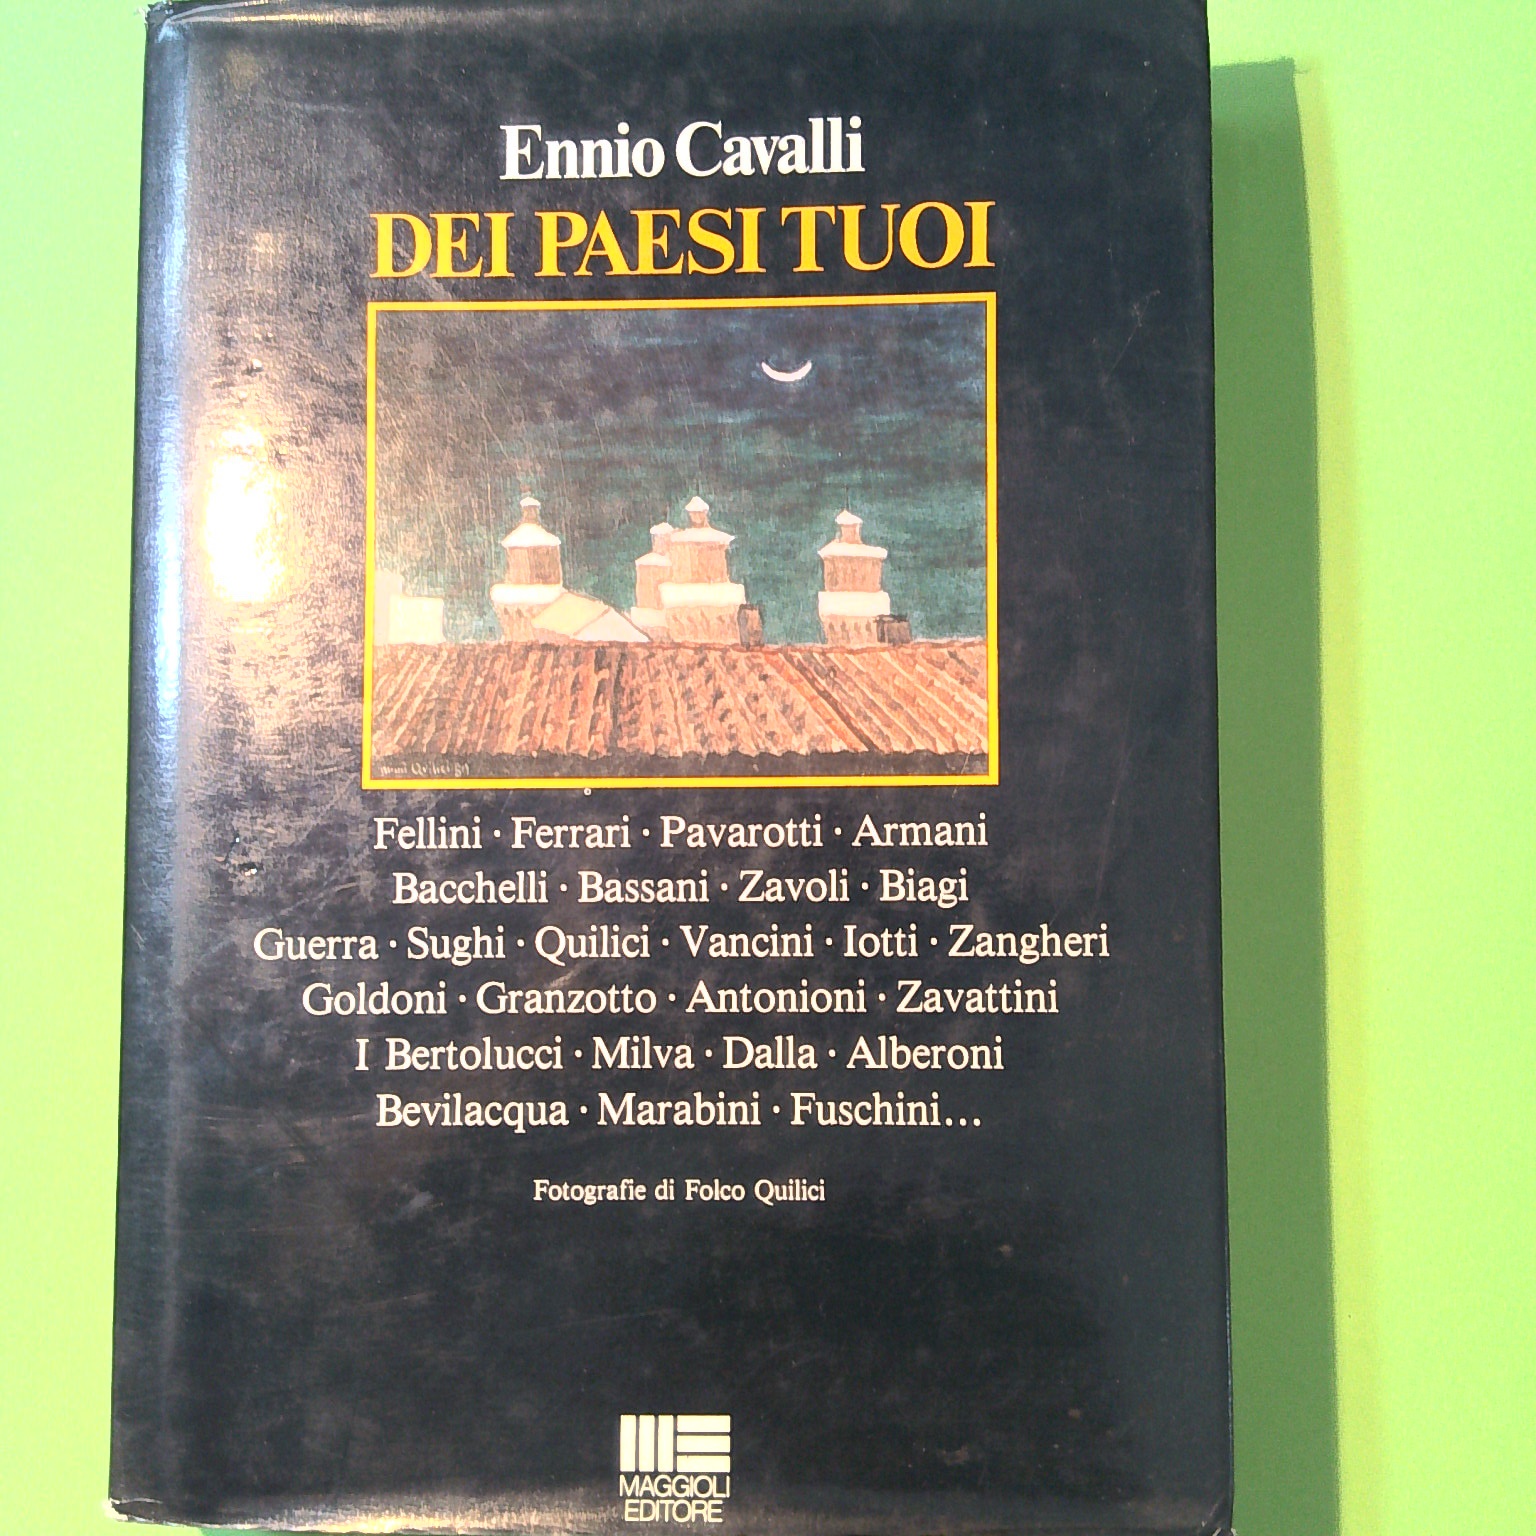 Ennio Cavalli
DEI PAESI TUOI
Fellini · Ferrari · Pavarotti · Armani
Bacchelli · Bassani · Zavoli · Biagi
Guerra · Sughi · Quilici · Vancini · Iotti · Zangheri
Goldoni · Granzotto · Antonioni · Zavattini
I Bertolucci · Milva · Dalla · Alberoni
Bevilacqua · Marabini · Fuschini...
Fotografie di Folco Quilici
MAGGIOLI
EDITORE